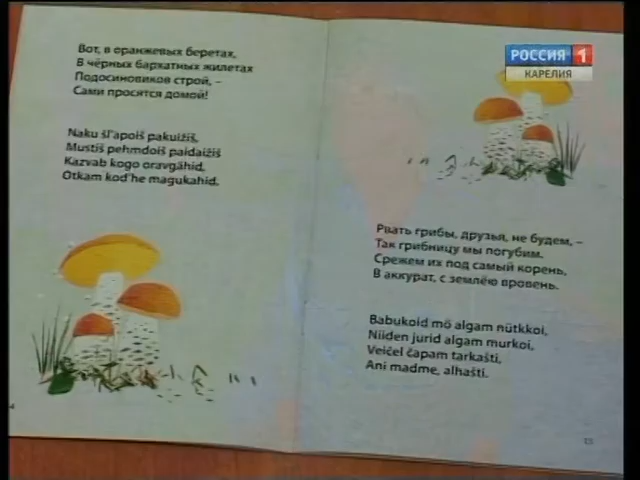 Вот, в оранжевых беретах,
В чёрных бархатных жилетах
Подосиновиков строй, –
Сами просятся домой!
Naku šl'apoiš pakuižiš,
Mustiš pehmdoiš paidaižiš
Kazvab kogo oravgähid,
Otkam kod'he magukahid.
4
РОССИЯ 1
КАРЕЛИЯ
Рвать грибы, друзья, не будем, –
Так грибницу мы погубим.
Срежем их под самый корень,
В аккурат, с землёю вровень.
Babukoid mö algam nütkkoi,
Niiden jurid algam murkoi,
Veičel čapam tarkašti,
Ani madme, alhašti.
15